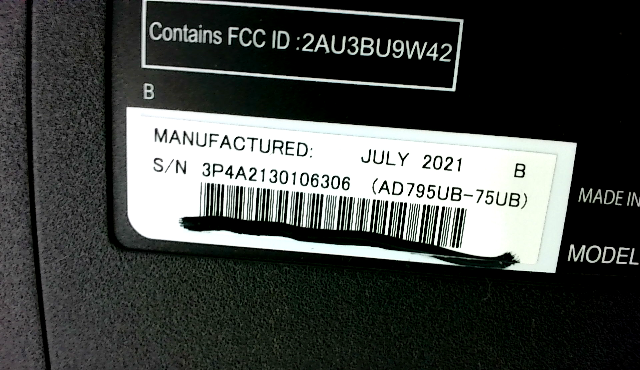 Contains FCC ID :2AU3BU9W42
B
MANUFACTURED: JULY 2021 B
S/N 3P4A2130106306 (AD795UB-75UB)
MADE IN
MODEL